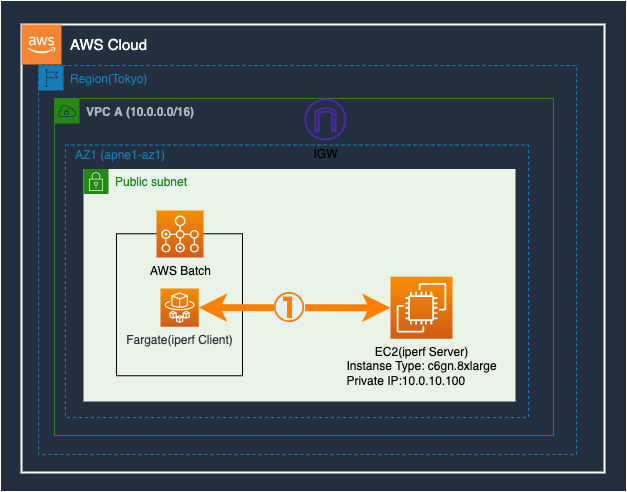 aws
AWS Cloud
Region(Tokyo)
VPC A (10.0.0.0/16)
IGW
AZ1 (apne1-az1)
Public subnet
AWS Batch
1
Fargate(iperf Client)
EC2(iperf Server)
Instanse Type: c6gn.8xlarge
Private IP:10.0.10.100